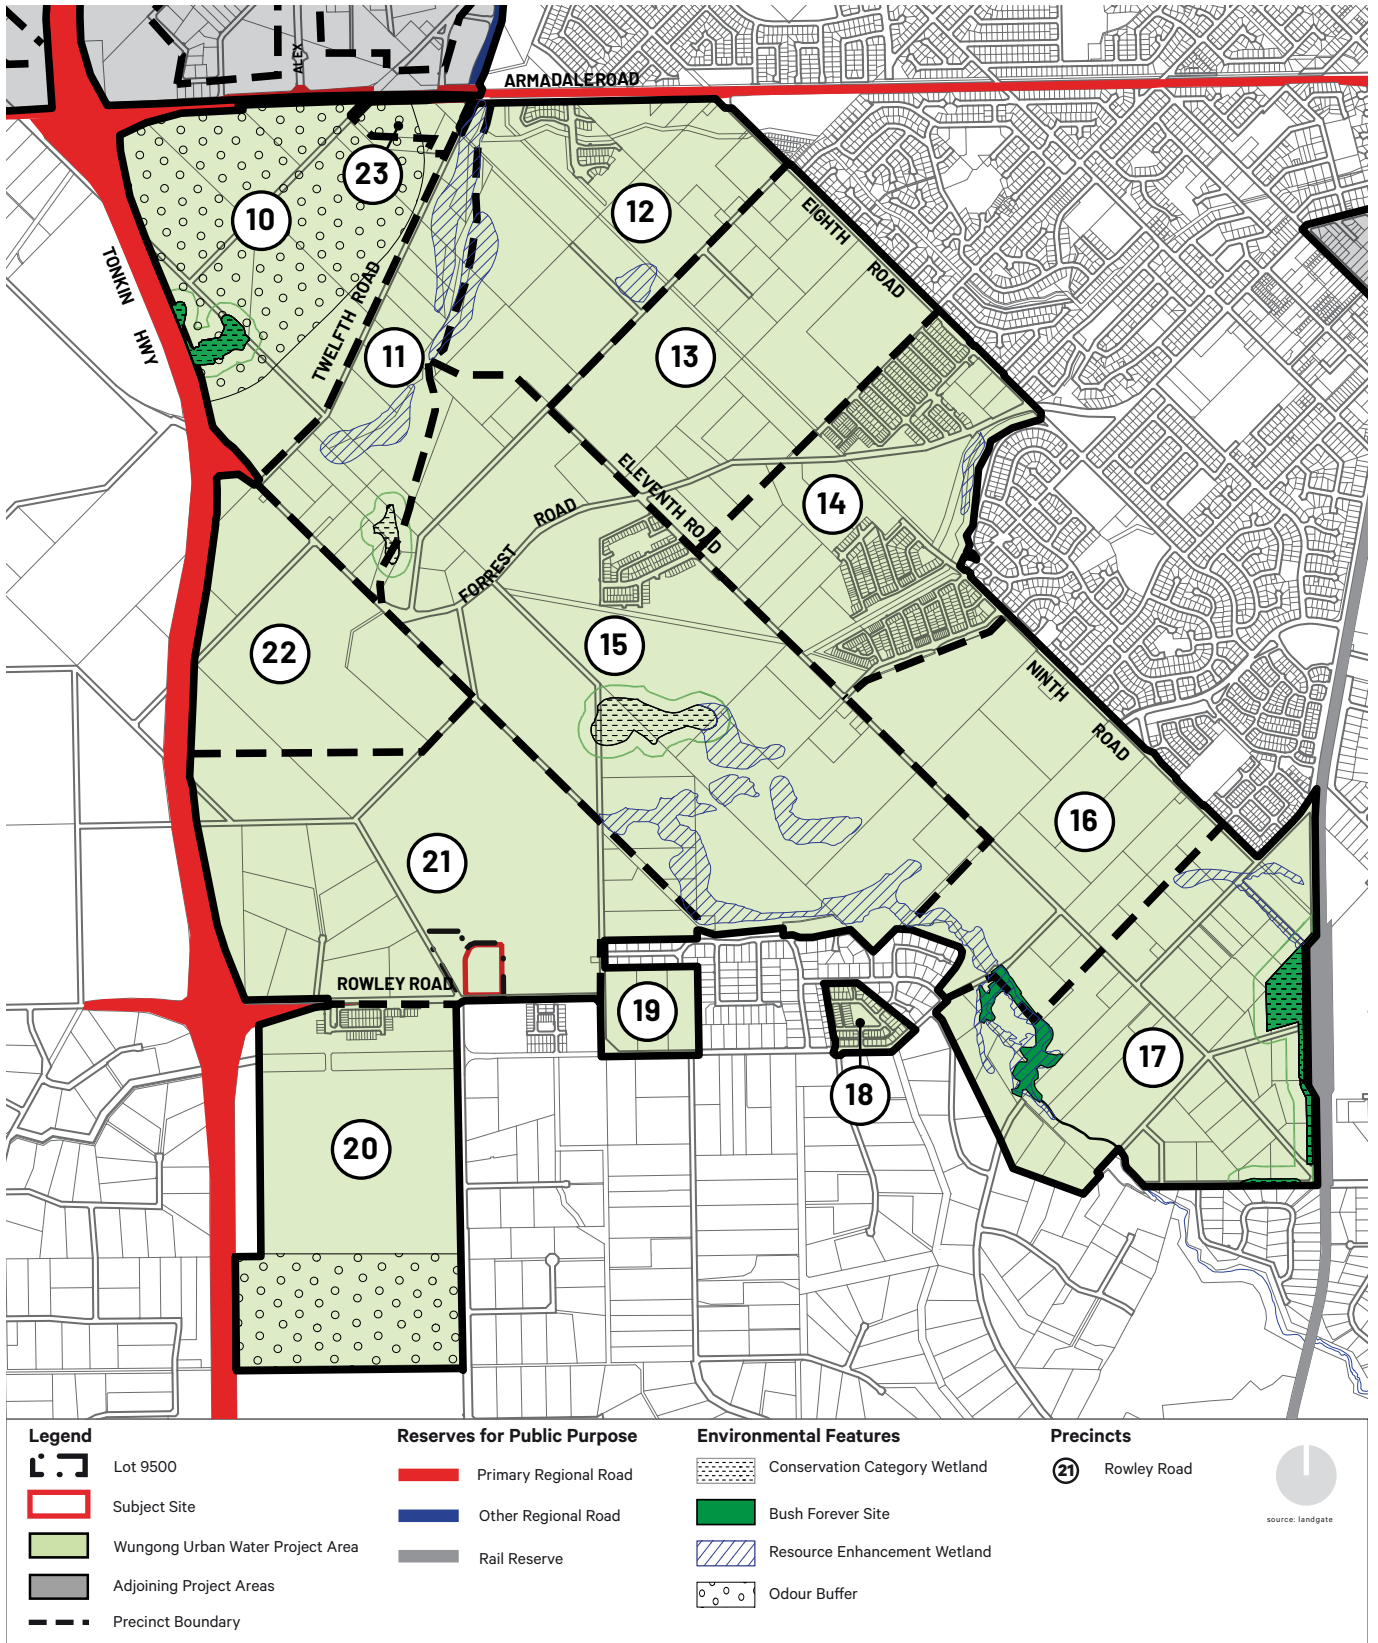 ALEX
ARMADALE ROAD
23
10
12
EIGHTH
ROAD
TONKIN
HWY
TWELFTH ROAD
11
13
ELEVENTH ROAD
ROAD
FORREST
14
15
22
NINTH
ROAD
16
21
ROWLEY ROAD
19
18
17
20
Legend
Lot 9500
Subject Site
Wungong Urban Water Project Area
Adjoining Project Areas
Precinct Boundary
Reserves for Public Purpose
Primary Regional Road
Other Regional Road
Rail Reserve
Environmental Features
Conservation Category Wetland
Bush Forever Site
Resource Enhancement Wetland
Odour Buffer
Precincts
21 Rowley Road
source: landgate